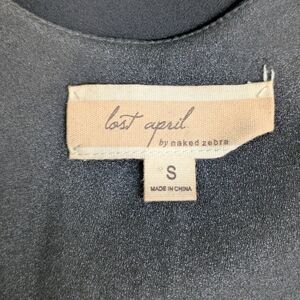 lost april
by naked zebra
S
MADE IN CHINA